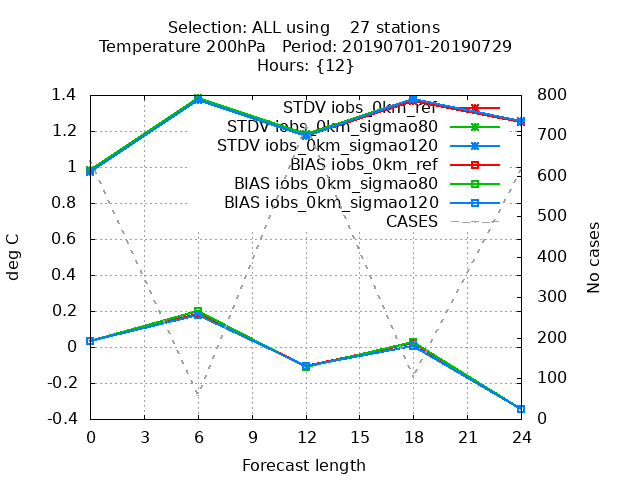 Selection: ALL using    27 stations
Temperature 200hPa   Period: 20190701-20190729
Hours: {12}
STDV iobs_0km_ref
STDV iobs_0km_sigmao80
STDV iobs_0km_sigmao120
BIAS iobs_0km_ref
BIAS iobs_0km_sigmao80
BIAS iobs_0km_sigmao120
CASES
1.4
1.2
1
0.8
0.6
0.4
0.2
0
-0.2
-0.4
deg C
800
700
600
500
400
300
200
100
0
No cases
0 3 6 9 12 15 18 21 24
Forecast length